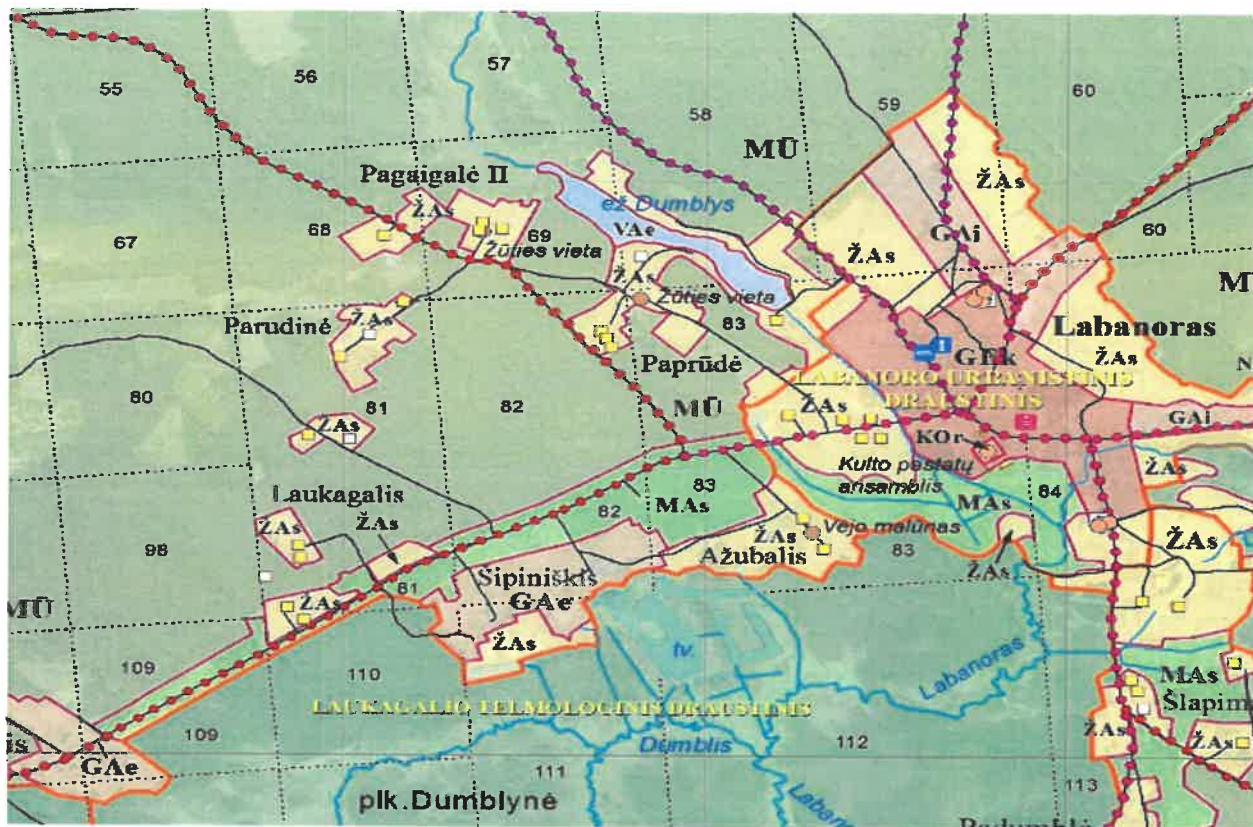 57
56
55
59
60
58
MŪ
Pagaigalė II
ŽAs
ŽAs
ež Dumblys
VAe
67
68
69
60
GAi
ŽAs
Žūties vieta
ŽAs
Žūties vieta
83
Parudinė
ŽAs
Labanoras
Paprūdė
GEk
ŽAs
LABANORO URBANISTINIS
DRAUSTINIS
80
81
82
MŪ
ŽAs
ŽAs
GAi
KOr
Kulto pastatų
ansamblis
ŽAs
Laukagalis
ŽAs
83
MAs
82
MAs
84
98
ŽAs
ŽAs
Vėjo malūnas
Ažubalis
83
ŽAs
ŽAs
Sipiniškis
GAe
81
MŪ
ŽAs
ŽAs
109
110
tv.
Labanoras
MAs
LAUKAGALIO TELMOLOGINIS DRAUSTINIS
ŽAs
ŽAs
109
Dumblis
112
GAe
111
113
plk.Dumblynė